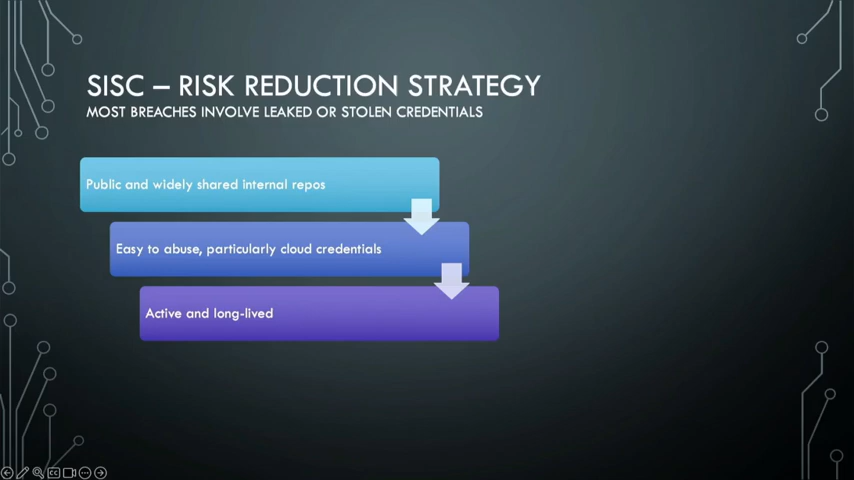 SISC – RISK REDUCTION STRATEGY
MOST BREACHES INVOLVE LEAKED OR STOLEN CREDENTIALS
Public and widely shared internal repos
Easy to abuse, particularly cloud credentials
Active and long-lived
CC